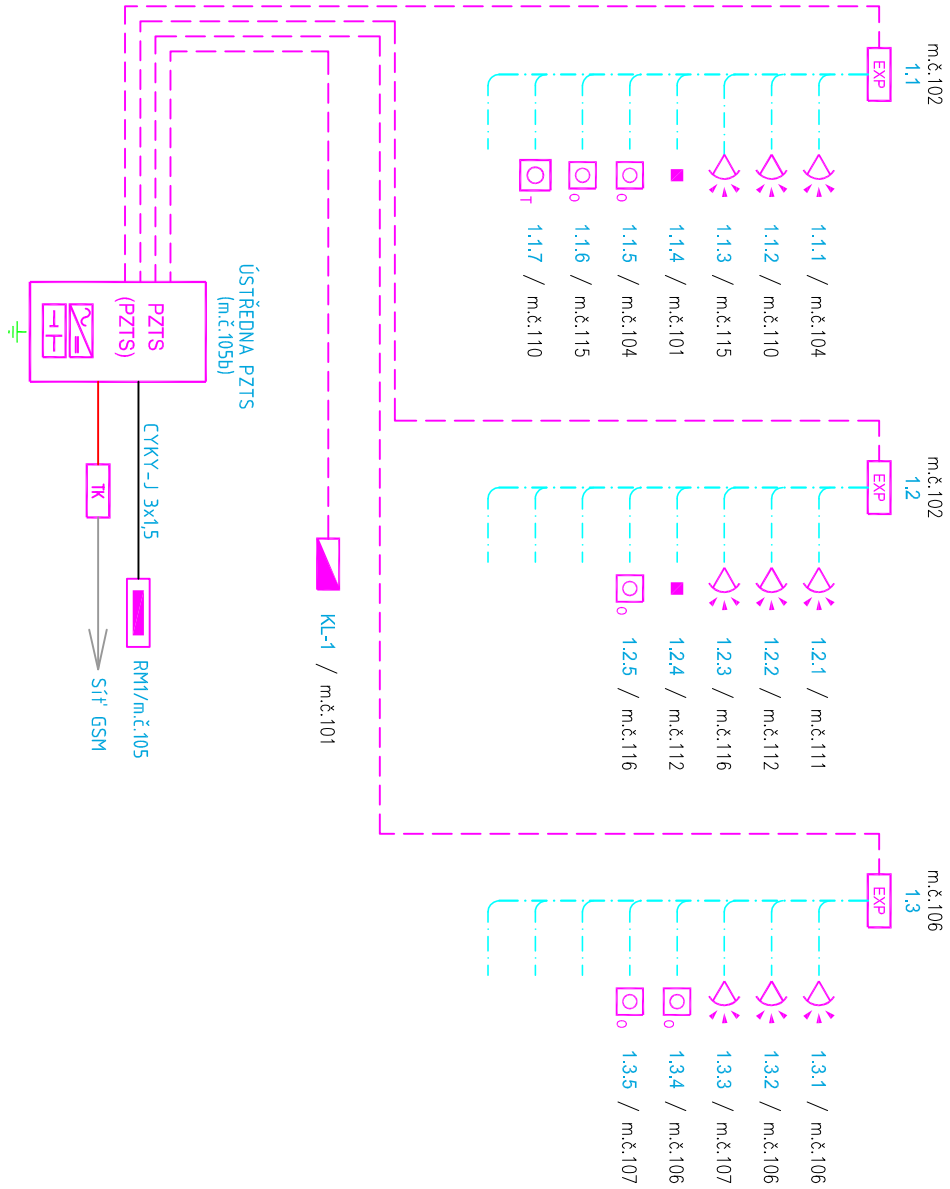 m.č.102
1.1
EXP
1.1.1 / m.č.104
1.1.2 / m.č.110
1.1.3 / m.č.115
1.1.4 / m.č.101
O 1.1.5 / m.č.104
O 1.1.6 / m.č.115
T 1.1.7 / m.č.110
m.č.102
1.2
EXP
1.2.1 / m.č.111
1.2.2 / m.č.112
1.2.3 / m.č.116
1.2.4 / m.č.112
O 1.2.5 / m.č.116
m.č.106
1.3
EXP
1.3.1 / m.č.106
1.3.2 / m.č.106
1.3.3 / m.č.107
O 1.3.4 / m.č.106
O 1.3.5 / m.č.107
KL-1 / m.č.101
ÚSTŘEDNA PZTS
(m.č.105b)
PZTS
(PZTS)
CYKY-J 3x1,5
RM1/m.č.105
TK
Síť GSM